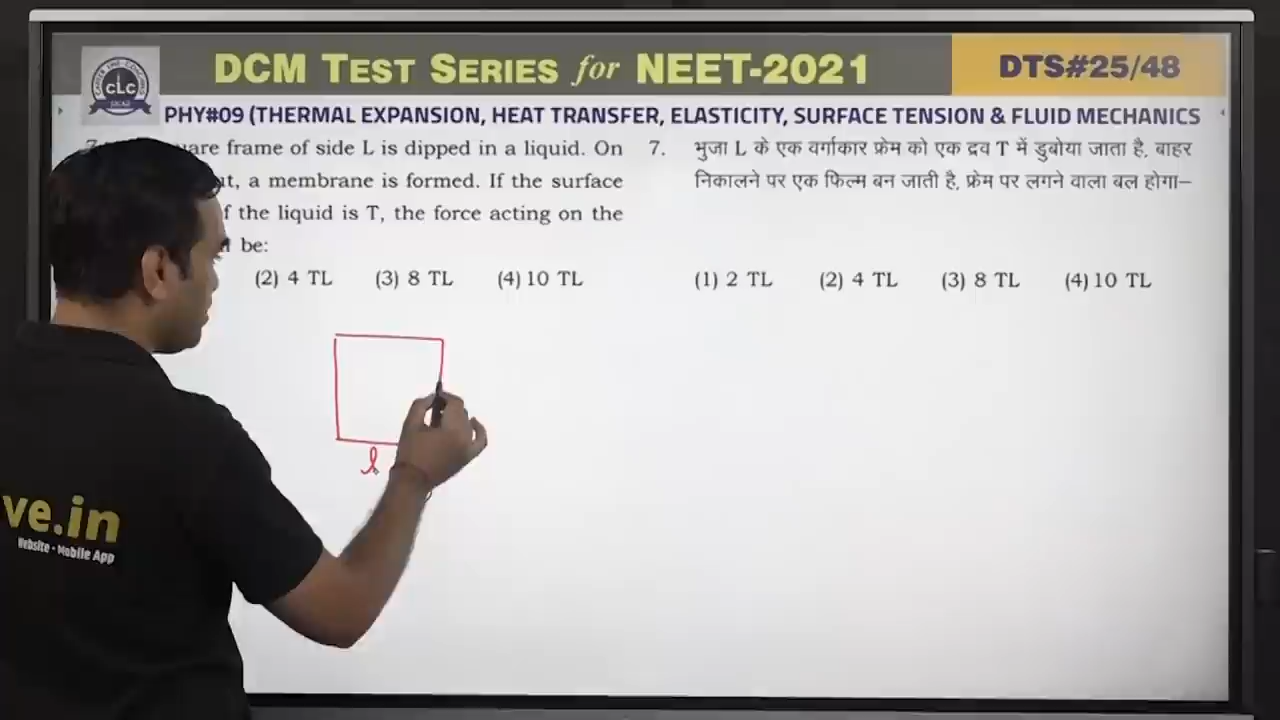 DCM TEST SERIES for NEET-2021
DTS#25/48
CLC
PHY#09 (THERMAL EXPANSION, HEAT TRANSFER, ELASTICITY, SURFACE TENSION & FLUID MECHANICS
frame of side L is dipped in a liquid. On
a membrane is formed. If the surface
the liquid is T, the force acting on the
be:
(2) 4 TL (3) 8 TL (4) 10 TL
7. भुजा L के एक वर्गाकार फ्रेम को एक द्रव T में डुबोया जाता है, बाहर
निकालने पर एक फिल्म बन जाती है, फ्रेम पर लगने वाला बल होगा–
(1) 2 TL (2) 4 TL (3) 8 TL (4) 10 TL
l
ve.in
Website • Mobile App